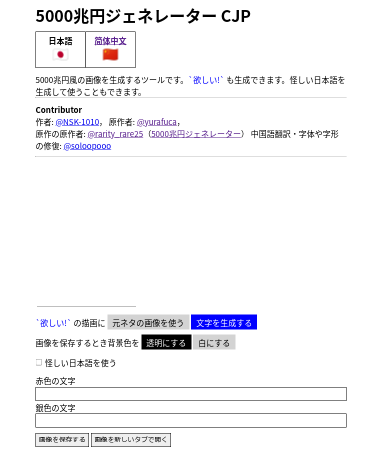 5000兆円ジェネレーター CJP
日本語 简体中文
5000兆円風の画像を生成するツールです。`欲しい!` も生成できます。怪しい日本語を
生成して使うこともできます。
Contributor
作者: @NSK-1010， 原作者: @yurafuca，
原作の原作者: @rarity_rare25（5000兆円ジェネレーター） 中国語翻訳・字体や字形
の修復: @soloopooo
`欲しい!` の描画に 元ネタの画像を使う 文字を生成する
画像を保存するとき背景色を 透明にする 白にする
怪しい日本語を使う
赤色の文字
銀色の文字
画像を保存する 画像を新しいタブで開く